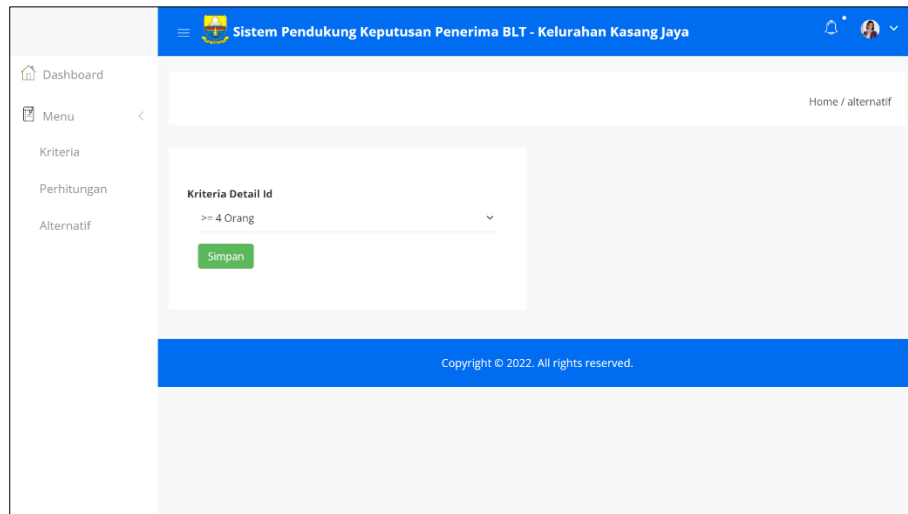 Sistem Pendukung Keputusan Penerima BLT - Kelurahan Kasang Jaya
Dashboard
Menu
Kriteria
Perhitungan
Alternatif
Home / alternatif
Kriteria Detail Id
>= 4 Orang
Simpan
Copyright © 2022. All rights reserved.